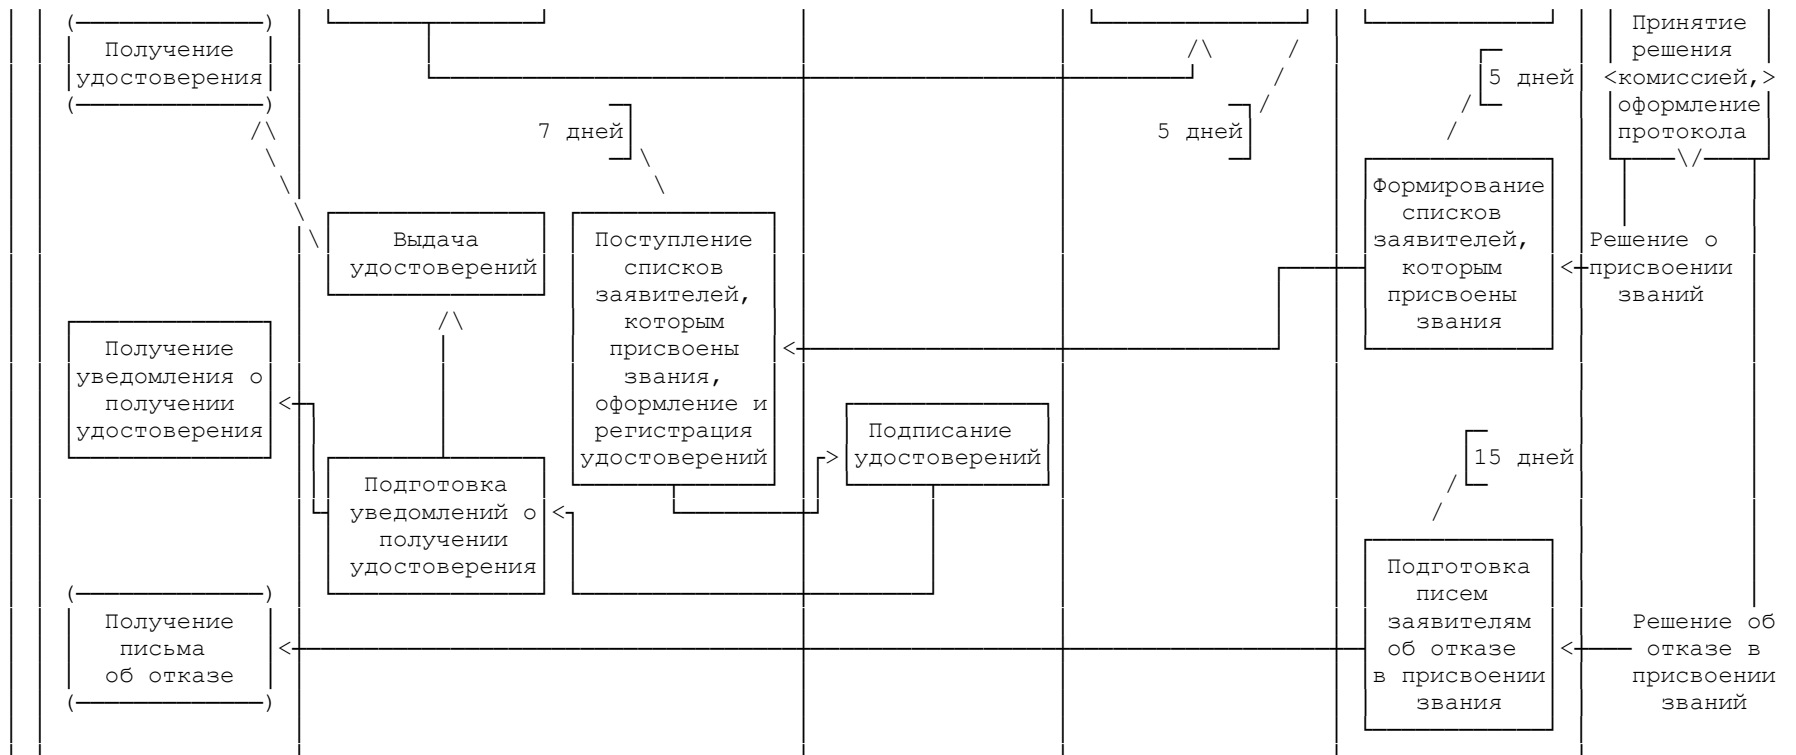 Получение
удостоверения
Принятие
решения
комиссией,
оформление
протокола
7 дней
5 дней
5 дней
Выдача
удостоверений
Поступление
списков
заявителей,
которым
присвоены
звания,
оформление и
регистрация
удостоверений
Формирование
списков
заявителей,
которым
присвоены
звания
Решение о
присвоении
званий
Получение
уведомления о
получении
удостоверения
Подписание
удостоверений
15 дней
Подготовка
уведомлений о
получении
удостоверения
Получение
письма
об отказе
Подготовка
писем
заявителям
об отказе
в присвоении
звания
Решение об
отказе в
присвоении
званий